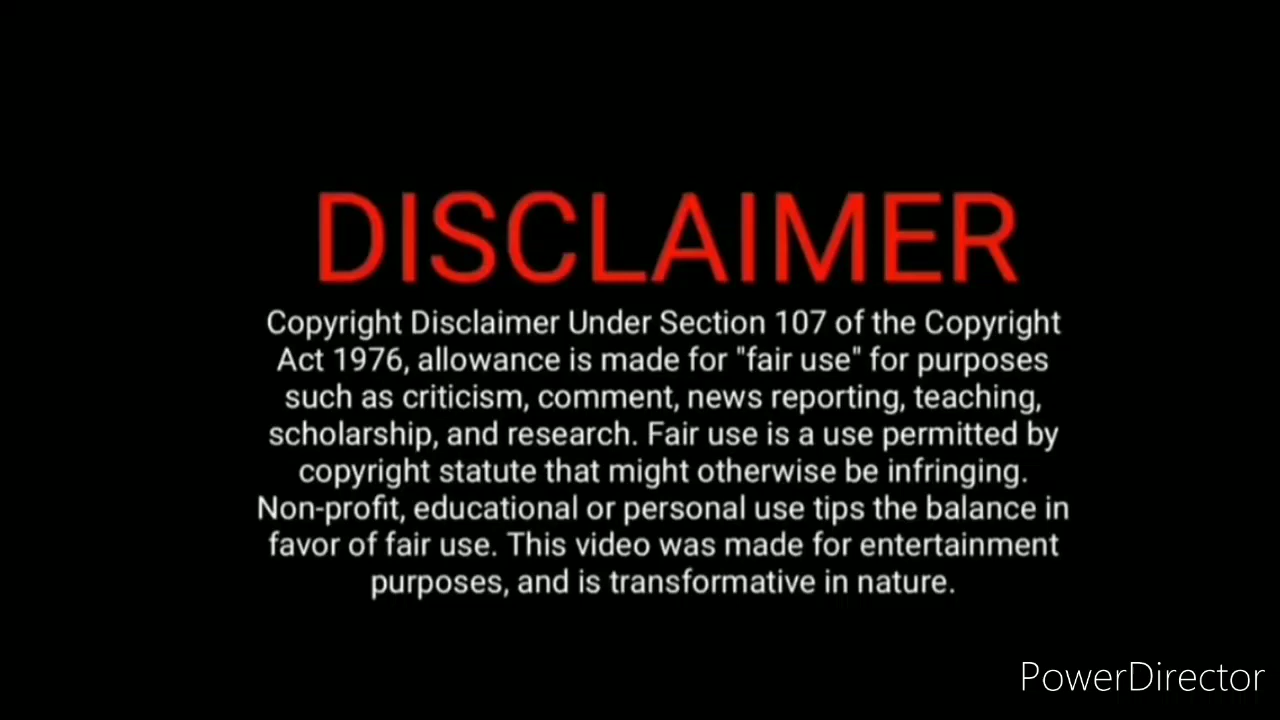 DISCLAIMER
Copyright Disclaimer Under Section 107 of the Copyright
Act 1976, allowance is made for "fair use" for purposes
such as criticism, comment, news reporting, teaching,
scholarship, and research. Fair use is a use permitted by
copyright statute that might otherwise be infringing.
Non-profit, educational or personal use tips the balance in
favor of fair use. This video was made for entertainment
purposes, and is transformative in nature.
PowerDirector